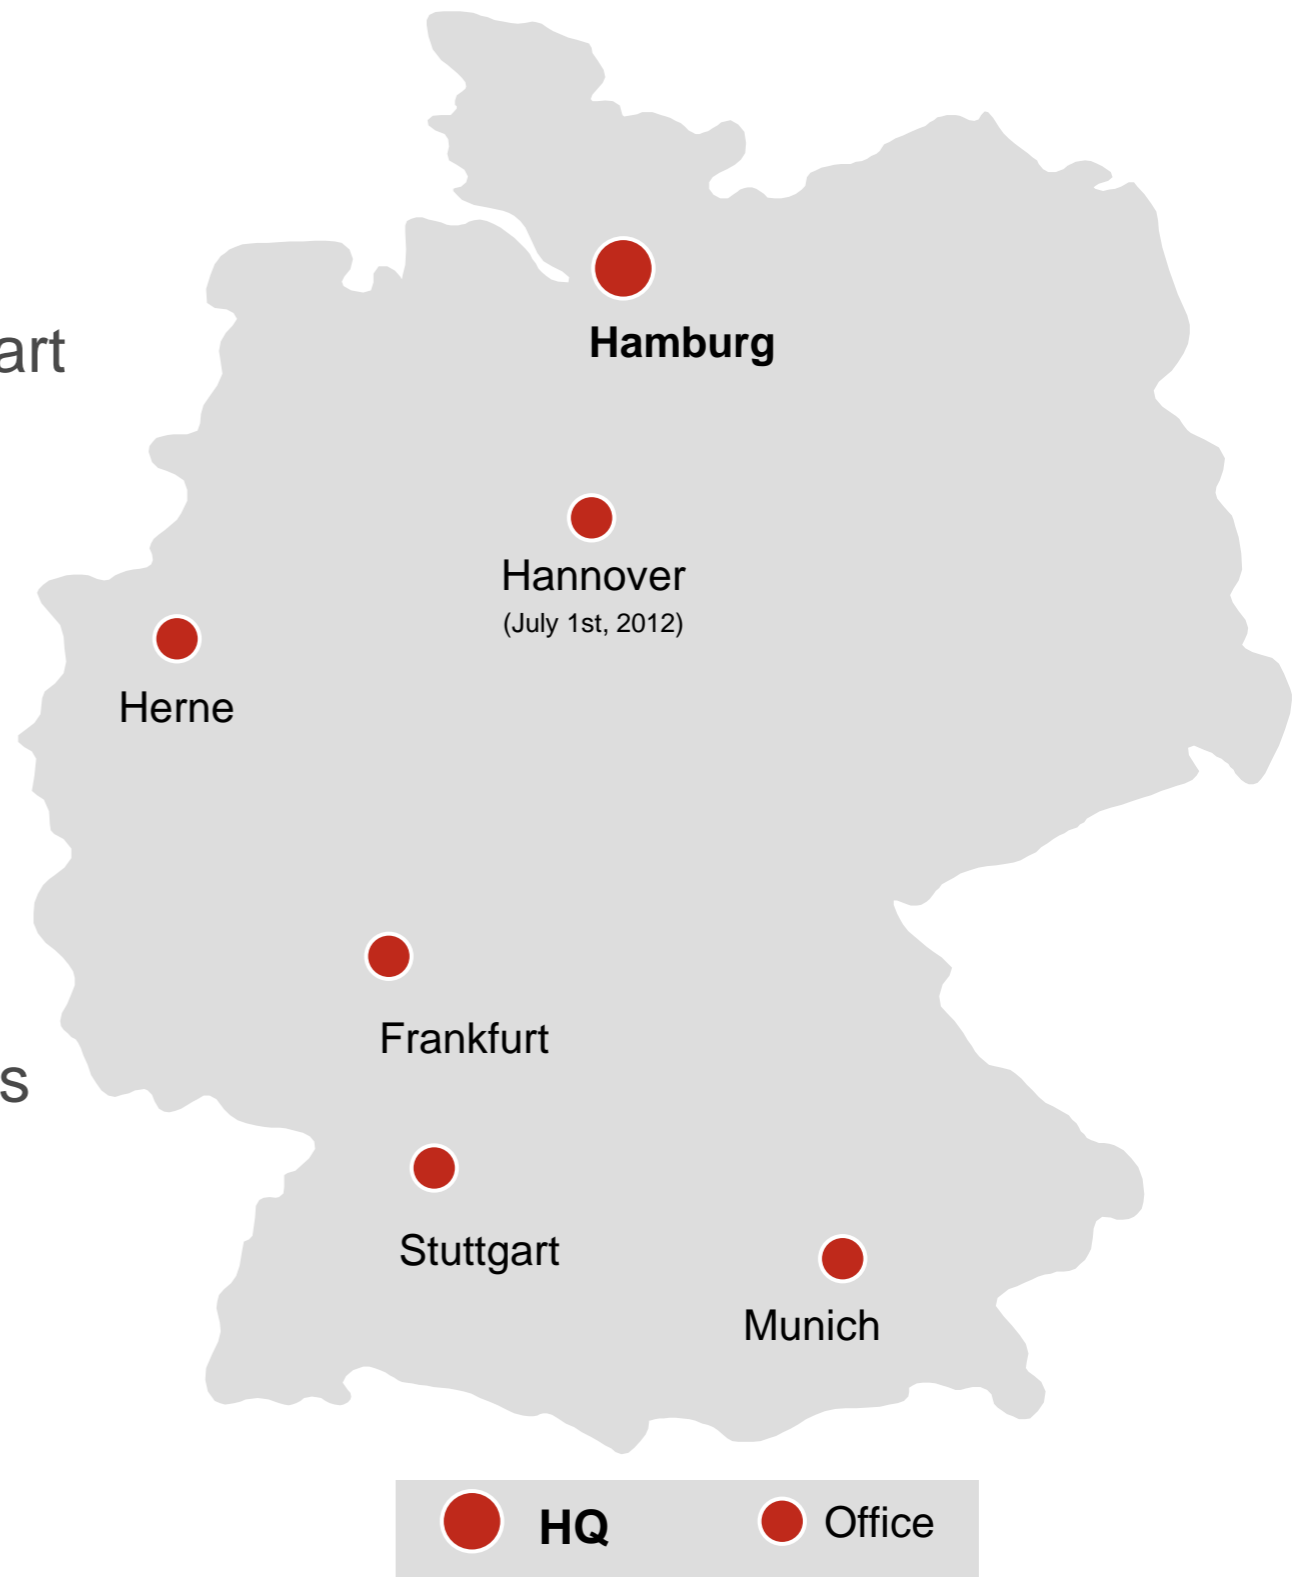 Hamburg
art
Hannover
(July 1st, 2012)
Herne
Frankfurt
s
Stuttgart
Munich
HQ
Office